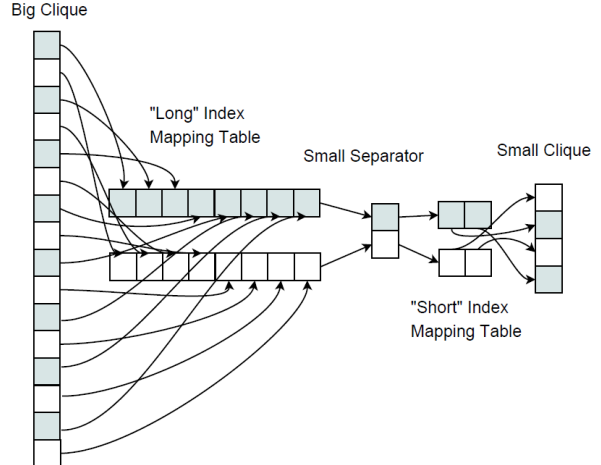 Big Clique
"Long" Index
Mapping Table
Small Separator
Small Clique
"Short" Index
Mapping Table